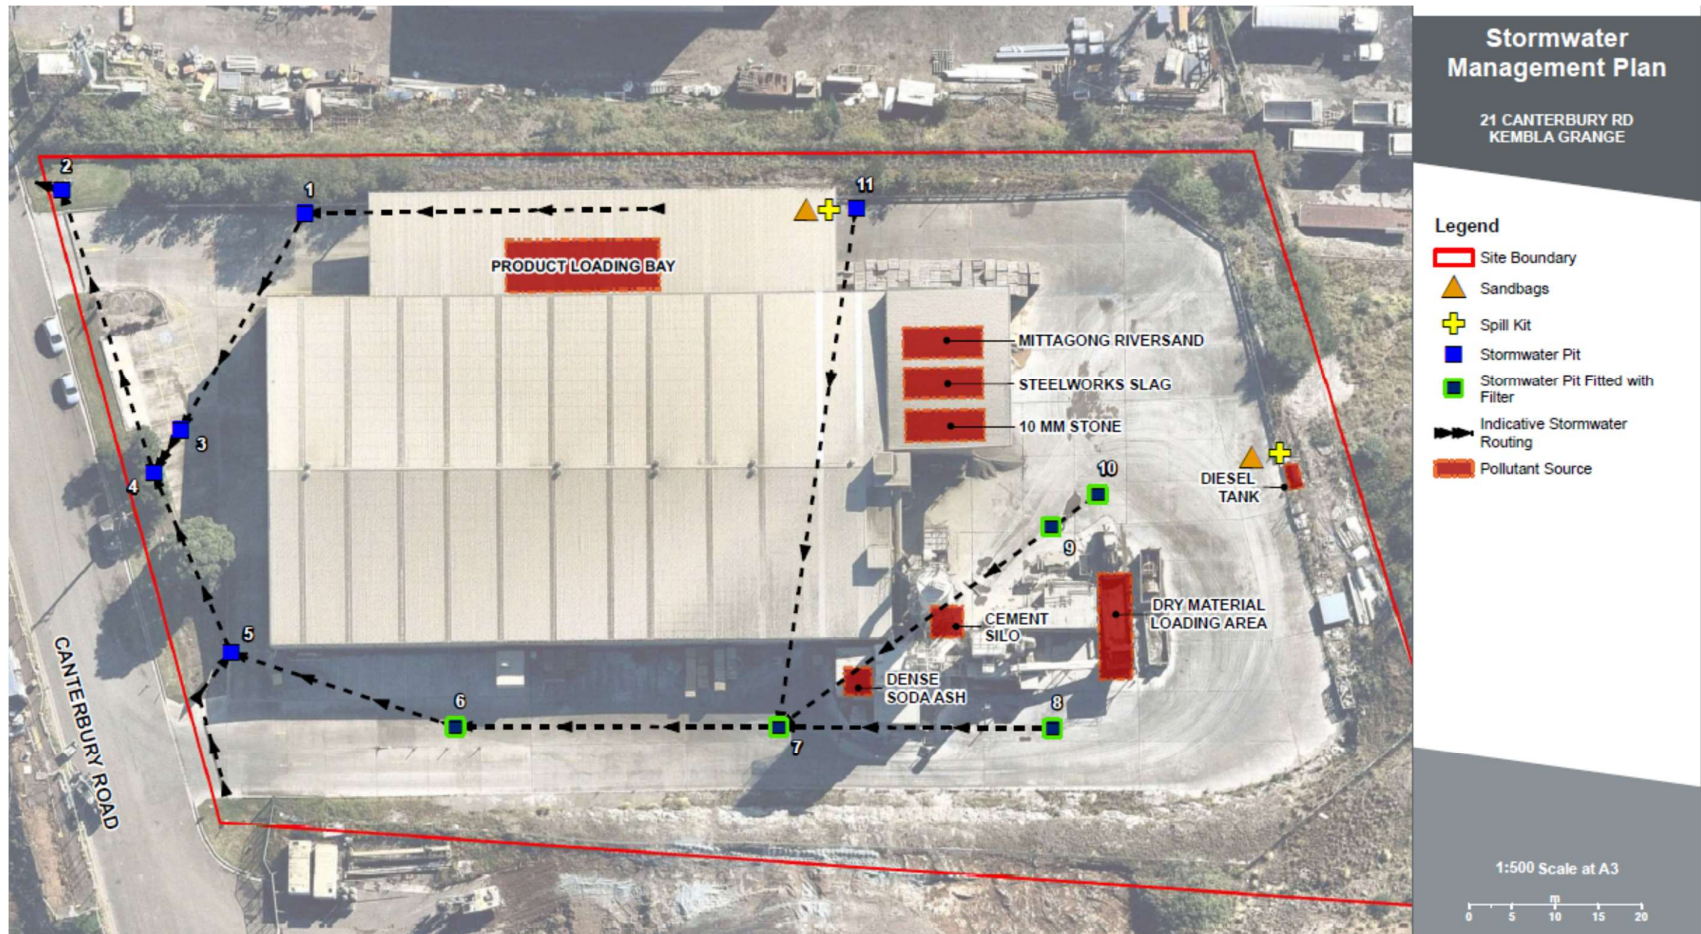 Stormwater
Management Plan
21 CANTERBURY RD
KEMBLA GRANGE
Legend
Site Boundary
Sandbags
Spill Kit
Stormwater Pit
Stormwater Pit Fitted with
Filter
Indicative Stormwater
Routing
Pollutant Source
1:500 Scale at A3
m
0 5 10 15 20
2
1
11
PRODUCT LOADING BAY
MITTAGONG RIVERSAND
STEELWORKS SLAG
10 MM STONE
3
4
10
DIESEL
TANK
9
DRY MATERIAL
LOADING AREA
CEMENT
SILO
5
DENSE
SODA ASH
6
8
7
CANTERBURY ROAD